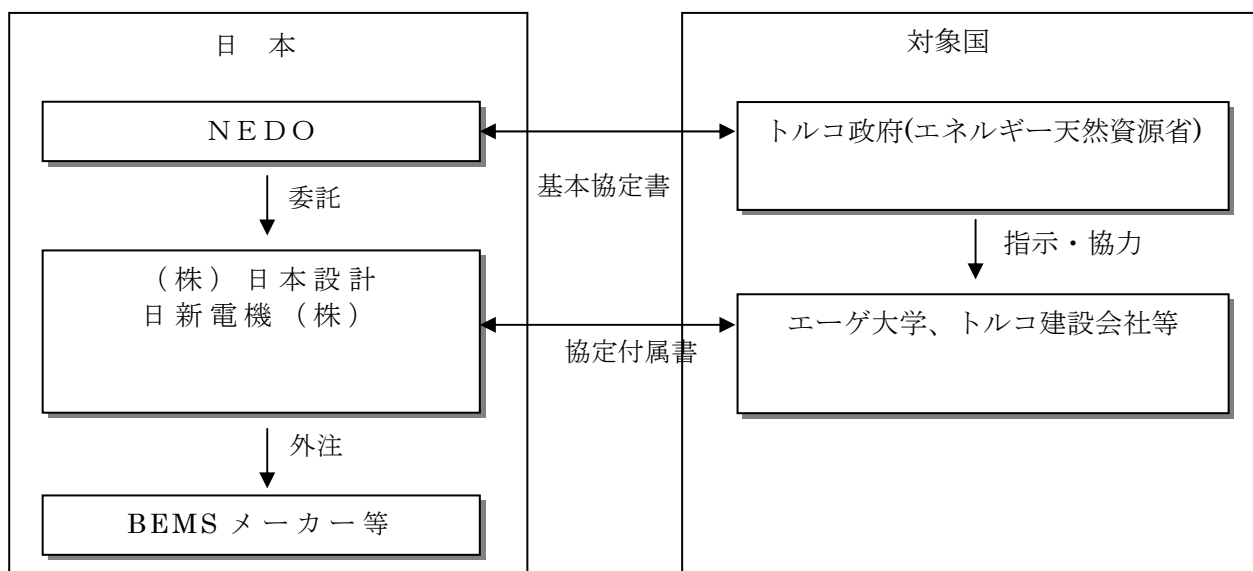 日 本
対象国
NEDO
トルコ政府(エネルギー天然資源省)
基本協定書
委託
指示・協力
（株）日本設計
日新電機（株）
エーゲ大学、トルコ建設会社等
協定付属書
外注
BEMS メーカー等